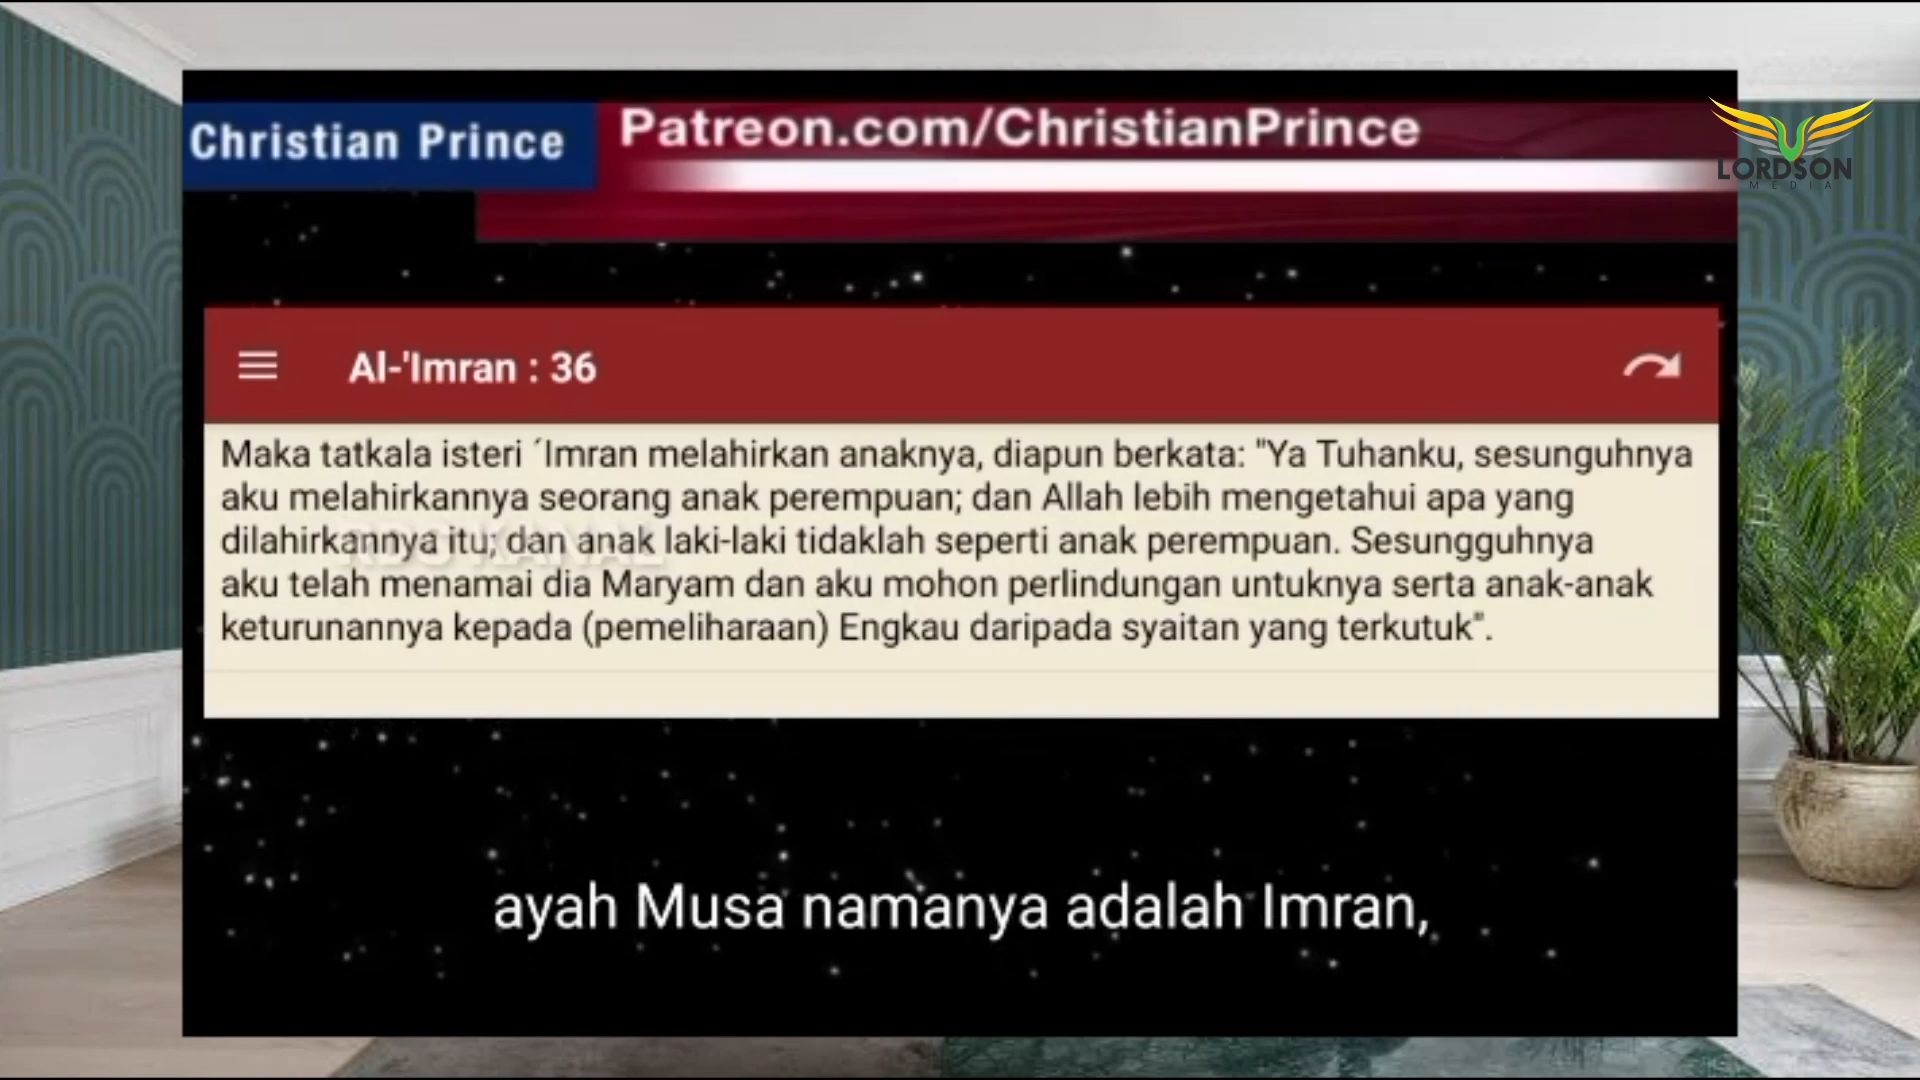 Christian Prince
Patreon.com/ChristianPrince
LORDSON
MEDIA
Al-'Imran : 36
Maka tatkala isteri ´Imran melahirkan anaknya, diapun berkata: "Ya Tuhanku, sesunguhnya
aku melahirkannya seorang anak perempuan; dan Allah lebih mengetahui apa yang
dilahirkannya itu; dan anak laki-laki tidaklah seperti anak perempuan. Sesungguhnya
aku telah menamai dia Maryam dan aku mohon perlindungan untuknya serta anak-anak
keturunannya kepada (pemeliharaan) Engkau daripada syaitan yang terkutuk".
ayah Musa namanya adalah Imran,